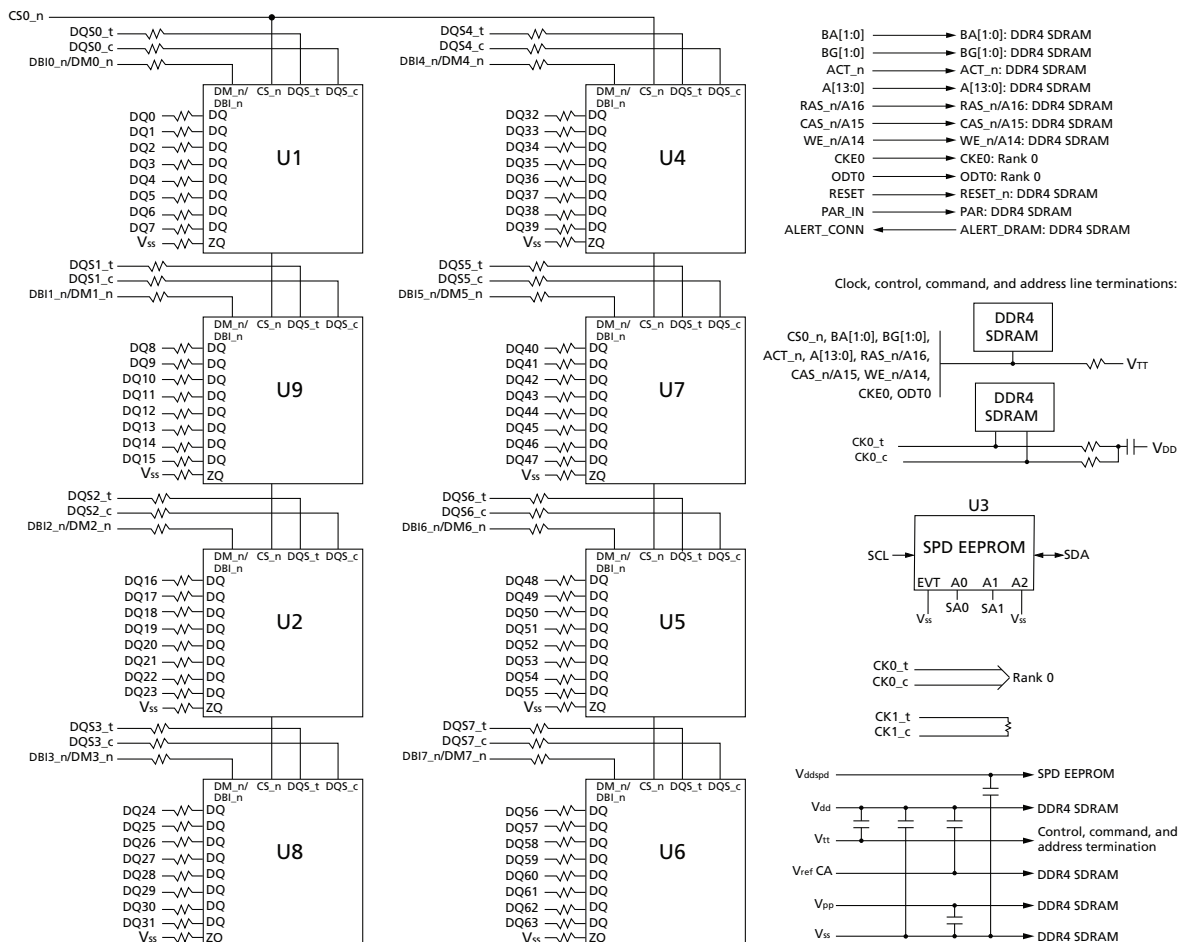 CS0_n
DQS0_t
DQS0_c
DBI0_n/DM0_n
DM_n/ CS_n DQS_t DQS_c
DBI_n
DQ0 DQ
DQ1 DQ
DQ2 DQ
DQ3 DQ
DQ4 DQ
DQ5 DQ
DQ6 DQ
DQ7 DQ
Vss ZQ
U1
DQS1_t
DQS1_c
DBI1_n/DM1_n
DM_n/ CS_n DQS_t DQS_c
DBI_n
DQ8 DQ
DQ9 DQ
DQ10 DQ
DQ11 DQ
DQ12 DQ
DQ13 DQ
DQ14 DQ
DQ15 DQ
Vss ZQ
U9
DQS2_t
DQS2_c
DBI2_n/DM2_n
DM_n/ CS_n DQS_t DQS_c
DBI_n
DQ16 DQ
DQ17 DQ
DQ18 DQ
DQ19 DQ
DQ20 DQ
DQ21 DQ
DQ22 DQ
DQ23 DQ
Vss ZQ
U2
DQS3_t
DQS3_c
DBI3_n/DM3_n
DM_n/ CS_n DQS_t DQS_c
DBI_n
DQ24 DQ
DQ25 DQ
DQ26 DQ
DQ27 DQ
DQ28 DQ
DQ29 DQ
DQ30 DQ
DQ31 DQ
Vss ZQ
U8
DQS4_t
DQS4_c
DBI4_n/DM4_n
DM_n/ CS_n DQS_t DQS_c
DBI_n
DQ32 DQ
DQ33 DQ
DQ34 DQ
DQ35 DQ
DQ36 DQ
DQ37 DQ
DQ38 DQ
DQ39 DQ
Vss ZQ
U4
DQS5_t
DQS5_c
DBI5_n/DM5_n
DM_n/ CS_n DQS_t DQS_c
DBI_n
DQ40 DQ
DQ41 DQ
DQ42 DQ
DQ43 DQ
DQ44 DQ
DQ45 DQ
DQ46 DQ
DQ47 DQ
Vss ZQ
U7
DQS6_t
DQS6_c
DBI6_n/DM6_n
DM_n/ CS_n DQS_t DQS_c
DBI_n
DQ48 DQ
DQ49 DQ
DQ50 DQ
DQ51 DQ
DQ52 DQ
DQ53 DQ
DQ54 DQ
DQ55 DQ
Vss ZQ
U5
DQS7_t
DQS7_c
DBI7_n/DM7_n
DM_n/ CS_n DQS_t DQS_c
DBI_n
DQ56 DQ
DQ57 DQ
DQ58 DQ
DQ59 DQ
DQ60 DQ
DQ61 DQ
DQ62 DQ
DQ63 DQ
Vss ZQ
U6
BA[1:0] BA[1:0]: DDR4 SDRAM
BG[1:0] BG[1:0]: DDR4 SDRAM
ACT_n ACT_n: DDR4 SDRAM
A[13:0] A[13:0]: DDR4 SDRAM
RAS_n/A16 RAS_n/A16: DDR4 SDRAM
CAS_n/A15 CAS_n/A15: DDR4 SDRAM
WE_n/A14 WE_n/A14: DDR4 SDRAM
CKE0 CKE0: Rank 0
ODT0 ODT0: Rank 0
RESET RESET_n: DDR4 SDRAM
PAR_IN PAR: DDR4 SDRAM
ALERT_CONN ALERT_DRAM: DDR4 SDRAM
Clock, control, command, and address line terminations:
DDR4
SDRAM
CS0_n, BA[1:0], BG[1:0],
ACT_n, A[13:0], RAS_n/A16,
CAS_n/A15, WE_n/A14,
CKE0, ODT0
VTT
DDR4
SDRAM
CK0_t
CK0_c
VDD
U3
SCL SPD EEPROM SDA
EVT A0 A1 A2
Vss SA0 SA1 Vss
CK0_t
CK0_c
Rank 0
CK1_t
CK1_c
Vddspd SPD EEPROM
Vdd DDR4 SDRAM
Vtt Control, command, and
address termination
Vref CA DDR4 SDRAM
Vpp DDR4 SDRAM
Vss DDR4 SDRAM